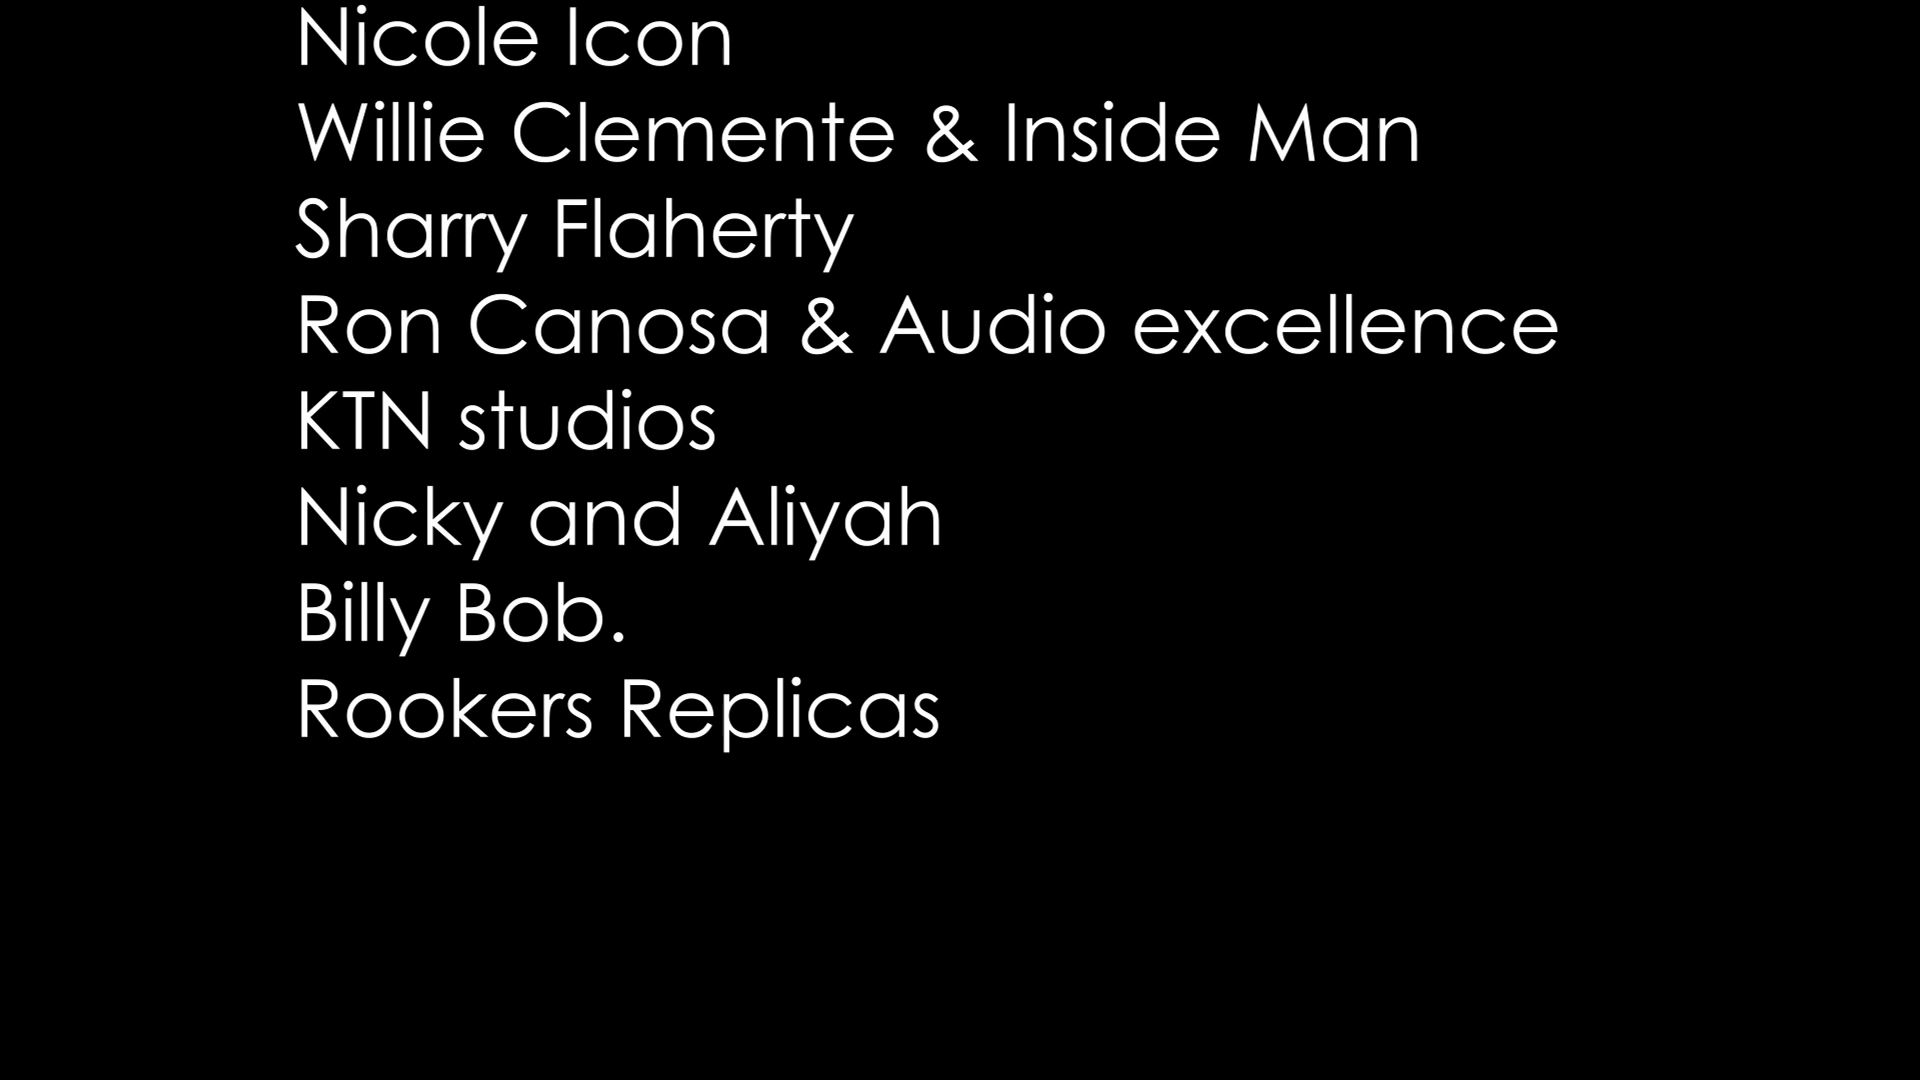 Nicole Icon
Willie Clemente & Inside Man
Sharry Flaherty
Ron Canosa & Audio excellence
KTN studios
Nicky and Aliyah
Billy Bob.
Rookers Replicas